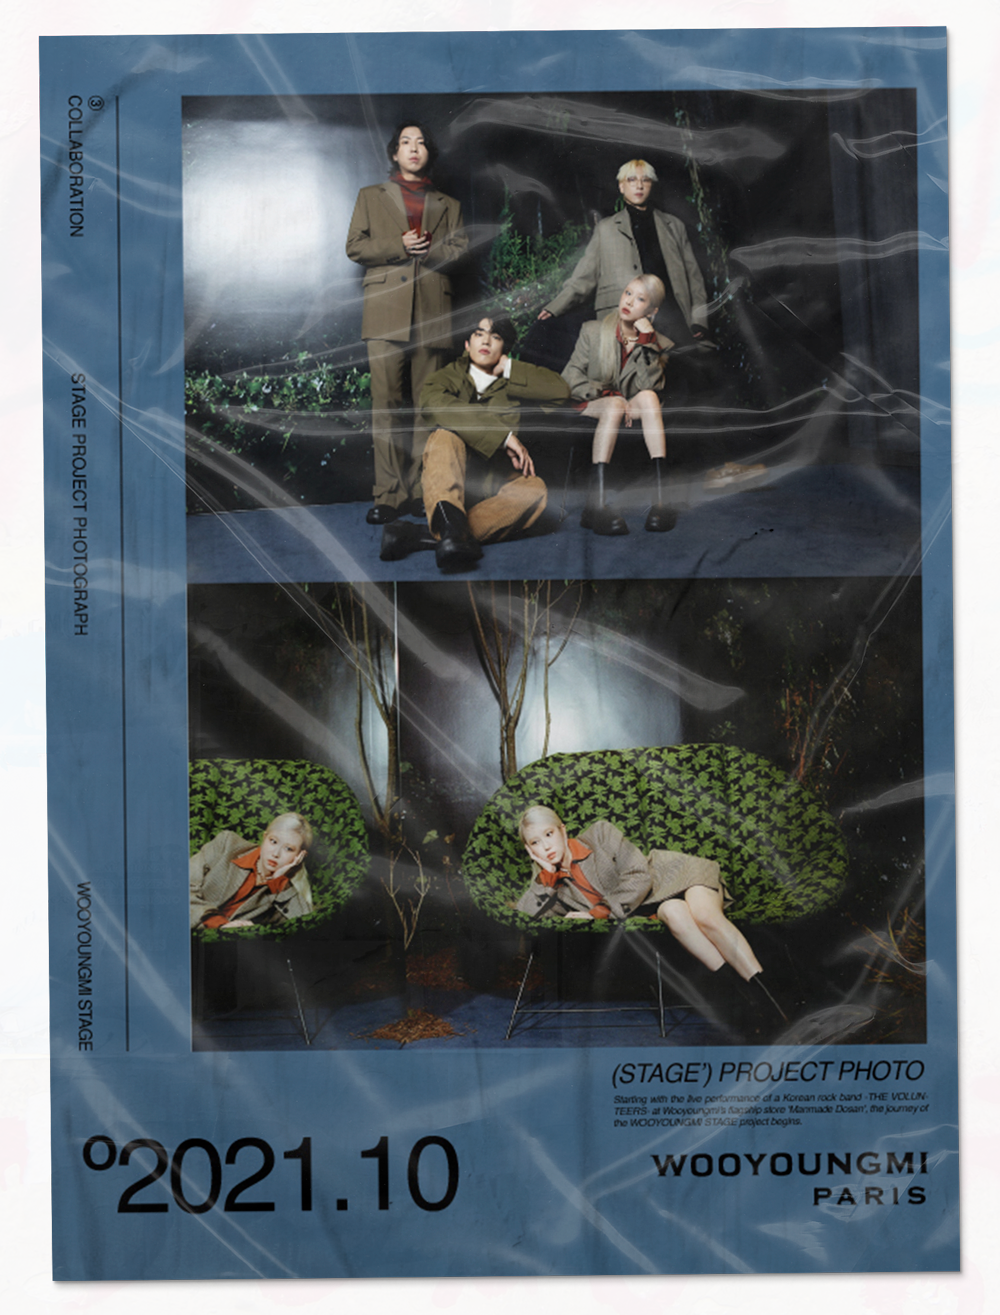 ③
COLLABORATION
STAGE PROJECT PHOTOGRAPH
WOOYOUNGMI STAGE
(STAGE') PROJECT PHOTO
Starting with the live performance of a Korean rock band -THE VOLUN-
TEERS- at Wooyoungmi's flagship store 'Manmade Dosan', the journey of
the WOOYOUNGMI STAGE project begins.
º2021.10
WOOYOUNGMI
PARIS